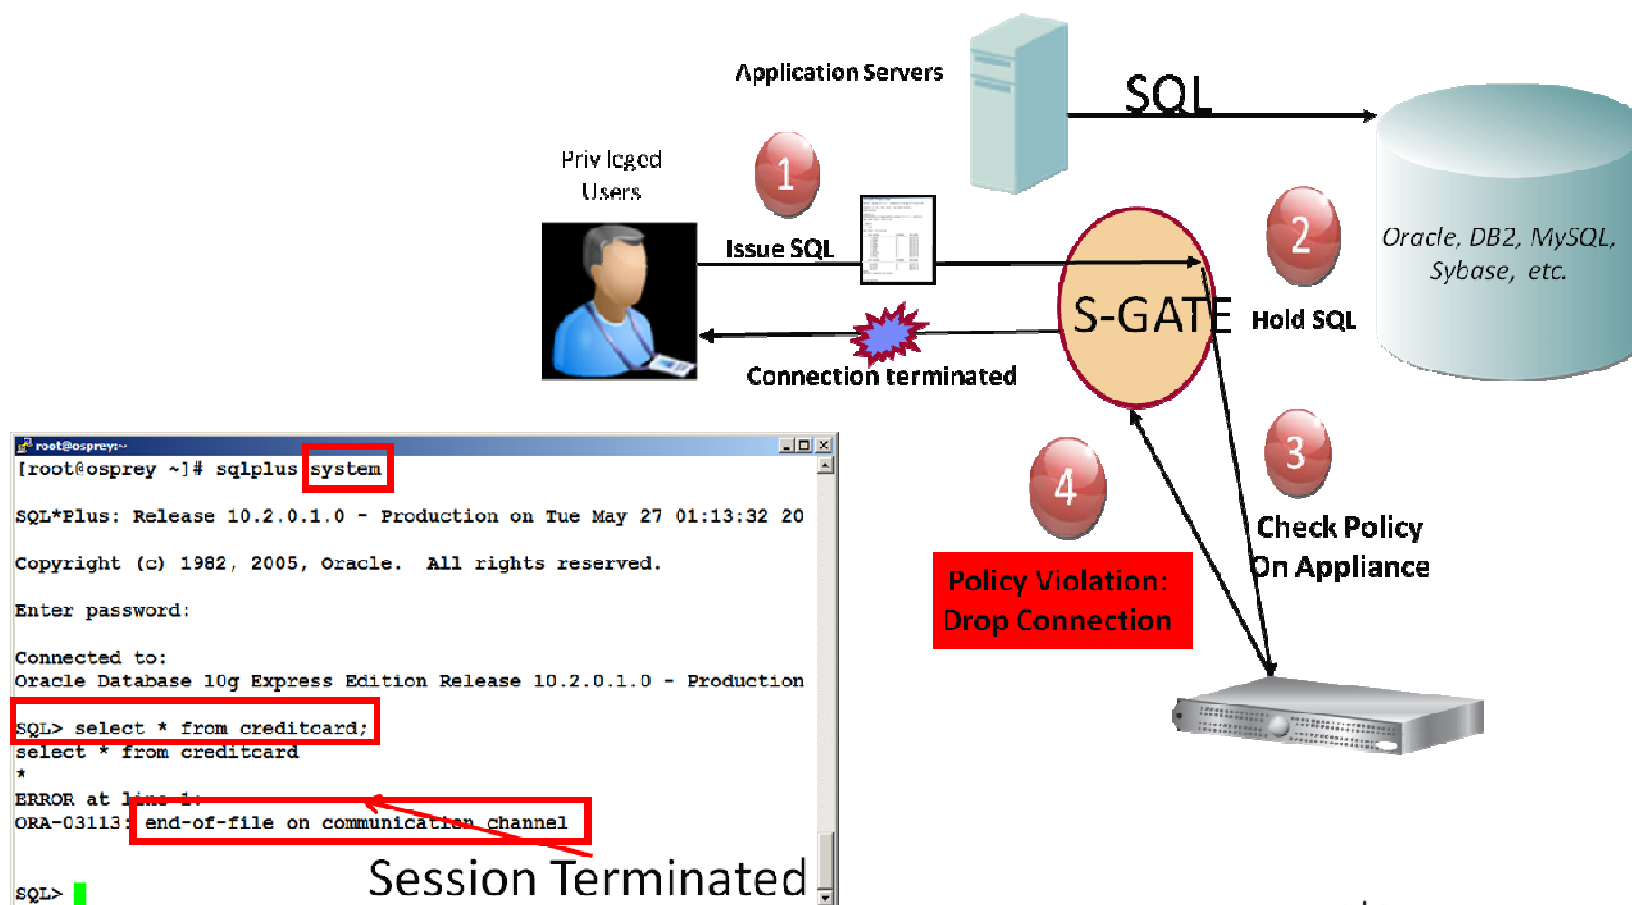 Application Servers
SQL
Privileged
Users
1
Issue SQL
2
Oracle, DB2, MySQL,
Sybase, etc.
S-GATE
Hold SQL
Connection terminated
3
4
Check Policy
On Appliance
Policy Violation:
Drop Connection
root@osprey:~
[root@osprey ~]# sqlplus system
SQL*Plus: Release 10.2.0.1.0 - Production on Tue May 27 01:13:32 20
Copyright (c) 1982, 2005, Oracle.  All rights reserved.
Enter password:
Connected to:
Oracle Database 10g Express Edition Release 10.2.0.1.0 - Production
SQL> select * from creditcard;
select * from creditcard
*
ERROR at line 1:
ORA-03113: end-of-file on communication channel
Session Terminated
SQL>